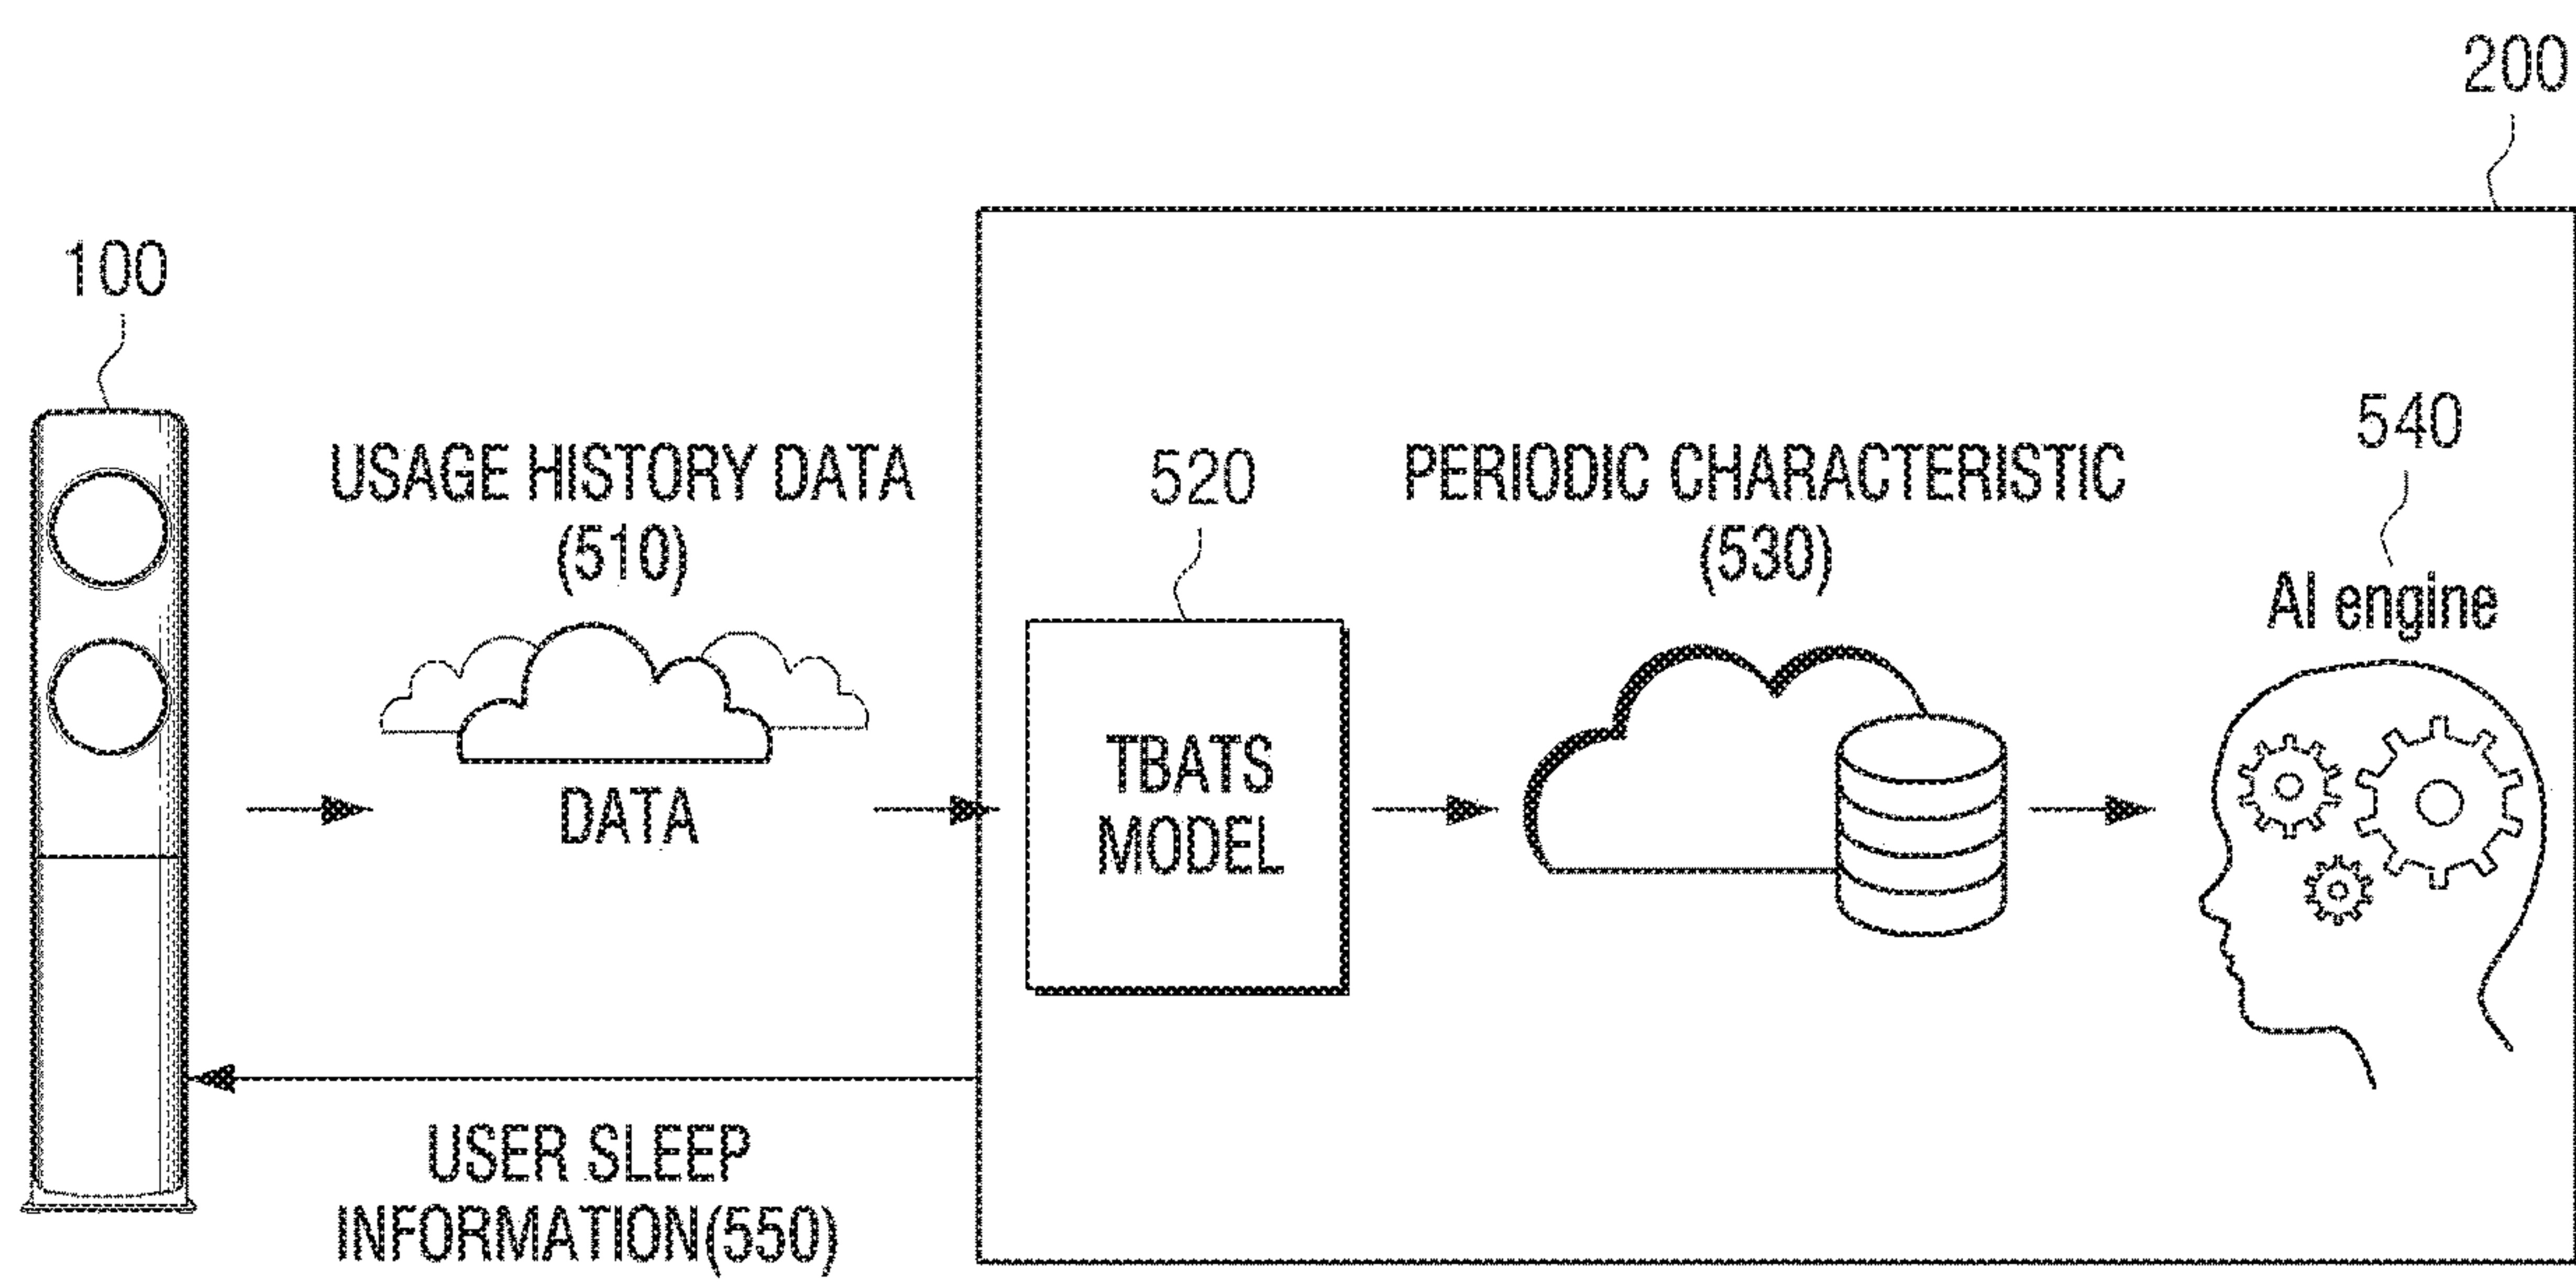 200
100
USAGE HISTORY DATA
(510)
DATA
520
TBATS
MODEL
PERIODIC CHARACTERISTIC
(530)
540
AI engine
USER SLEEP
INFORMATION(550)